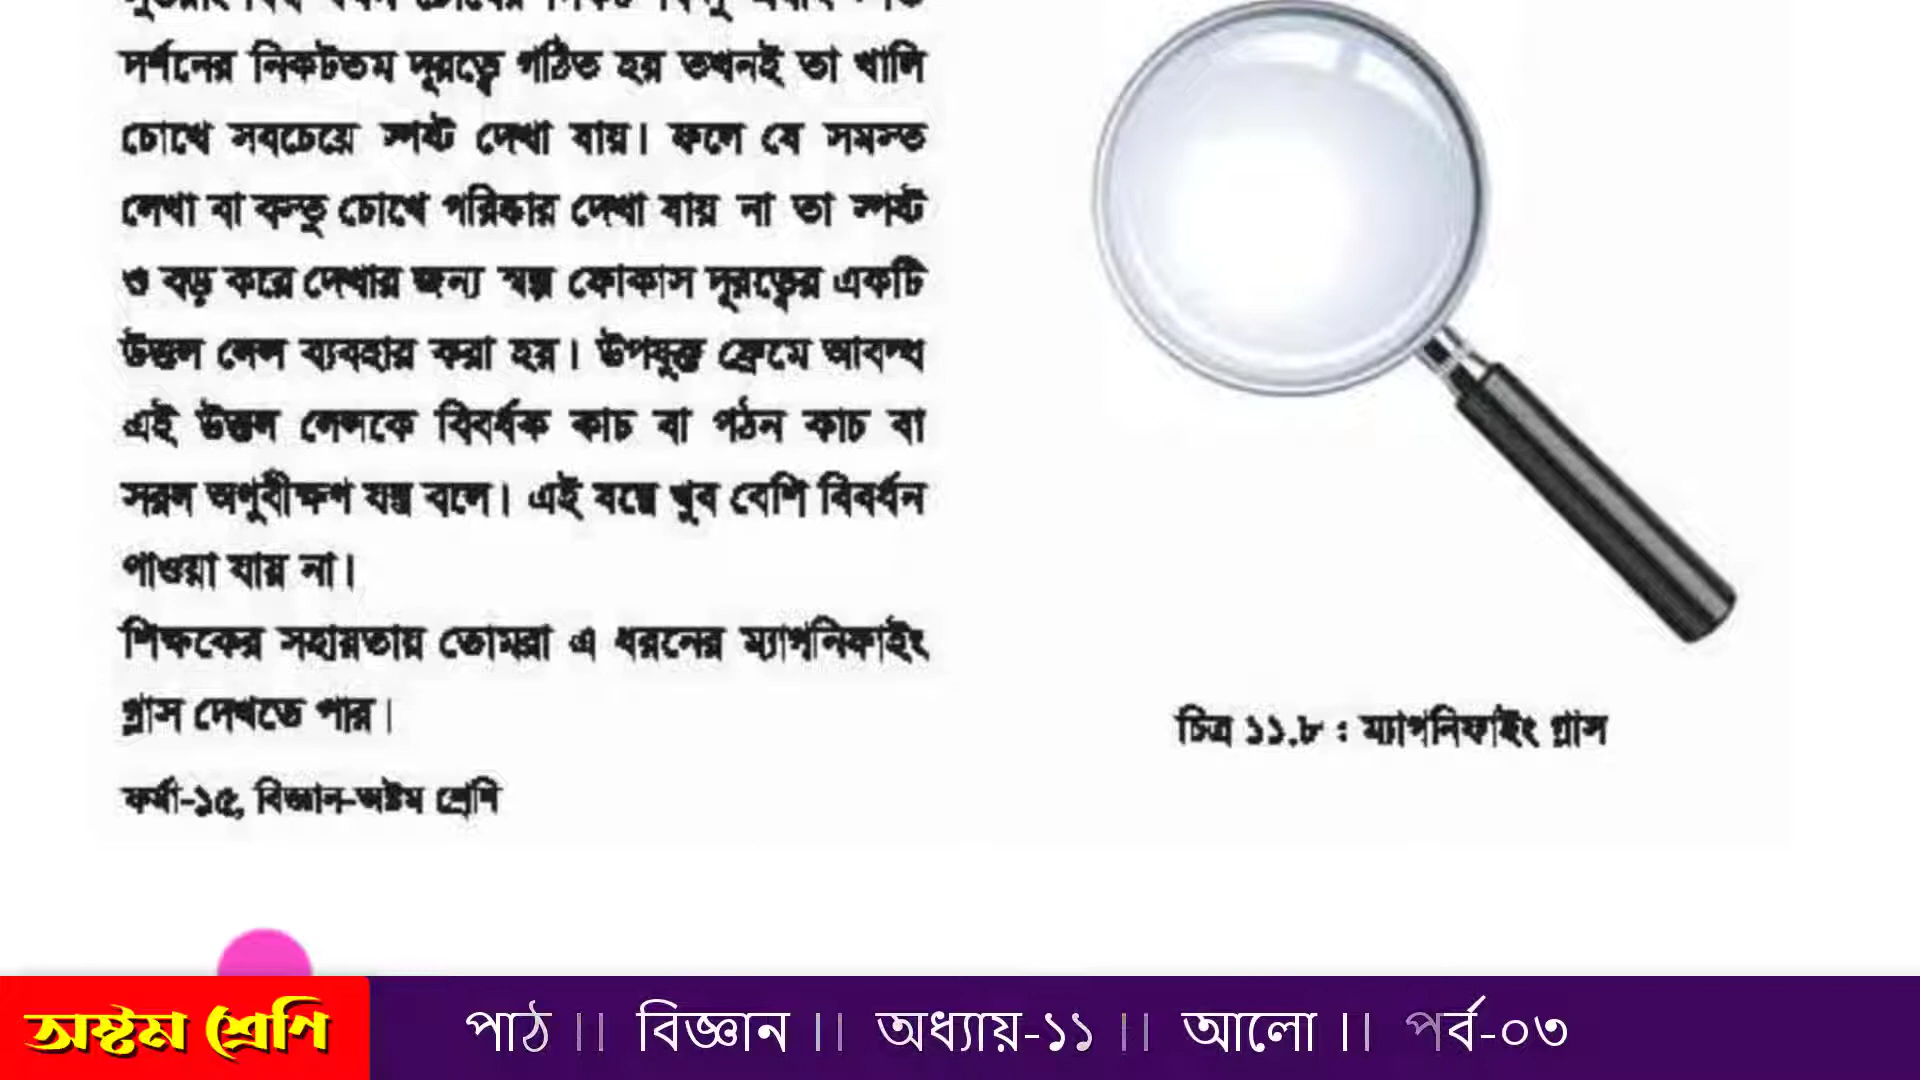 দর্শনের নিকটতম দূরত্বে গঠিত হয় তখনই তা খালি
চোখে সবচেয়ে স্পষ্ট দেখা যায়। ফলে যে সমস্ত
লেখা বা বস্তু চোখে পরিষ্কার দেখা যায় না তা স্পষ্ট
ও বড় করে দেখার জন্য স্বল্প ফোকাস দূরত্বের একটি
উত্তল লেন্স ব্যবহার করা হয়। উপযুক্ত ফ্রেমে আবদ্ধ
এই উত্তল লেন্সকে বিবর্ধক কাচ বা পঠন কাচ বা
সরল অণুবীক্ষণ যন্ত্র বলে। এই যন্ত্রে খুব বেশি বিবর্ধন
পাওয়া যায় না।
শিক্ষকের সহায়তায় তোমরা এ ধরনের ম্যাগনিফাইং
গ্লাস দেখতে পার।
চিত্র ১১.৮ : ম্যাগনিফাইং গ্লাস
ফর্মা-১৫, বিজ্ঞান-অষ্টম শ্রেণি
অষ্টম শ্রেণি
পাঠ || বিজ্ঞান || অধ্যায়-১১ || আলো || পর্ব-০৩